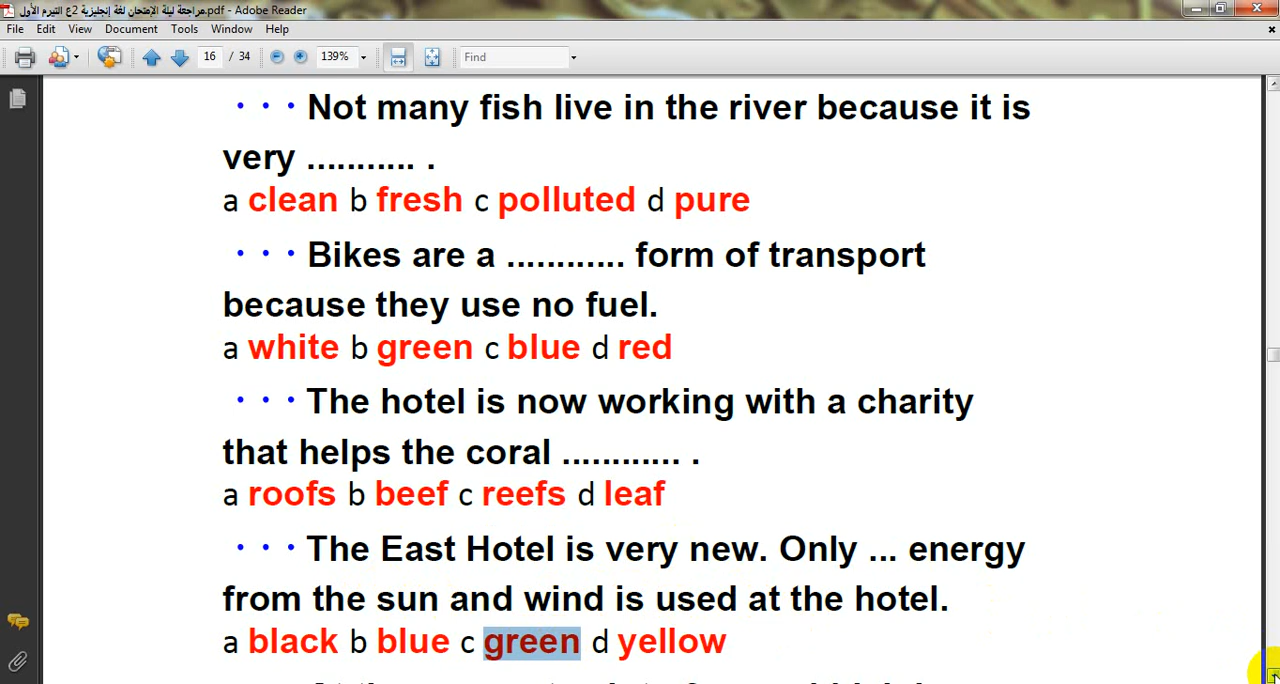 مراجعتة ليلة الإمتحان لغة إنجليزية 2ع التيرم الأول.pdf - Adobe Reader
File Edit View Document Tools Window Help
16 / 34 139% Find
· · · Not many fish live in the river because it is
very ........... .
a clean b fresh c polluted d pure
· · · Bikes are a ............ form of transport
because they use no fuel.
a white b green c blue d red
· · · The hotel is now working with a charity
that helps the coral ............ .
a roofs b beef c reefs d leaf
· · · The East Hotel is very new. Only ... energy
from the sun and wind is used at the hotel.
a black b blue c green d yellow